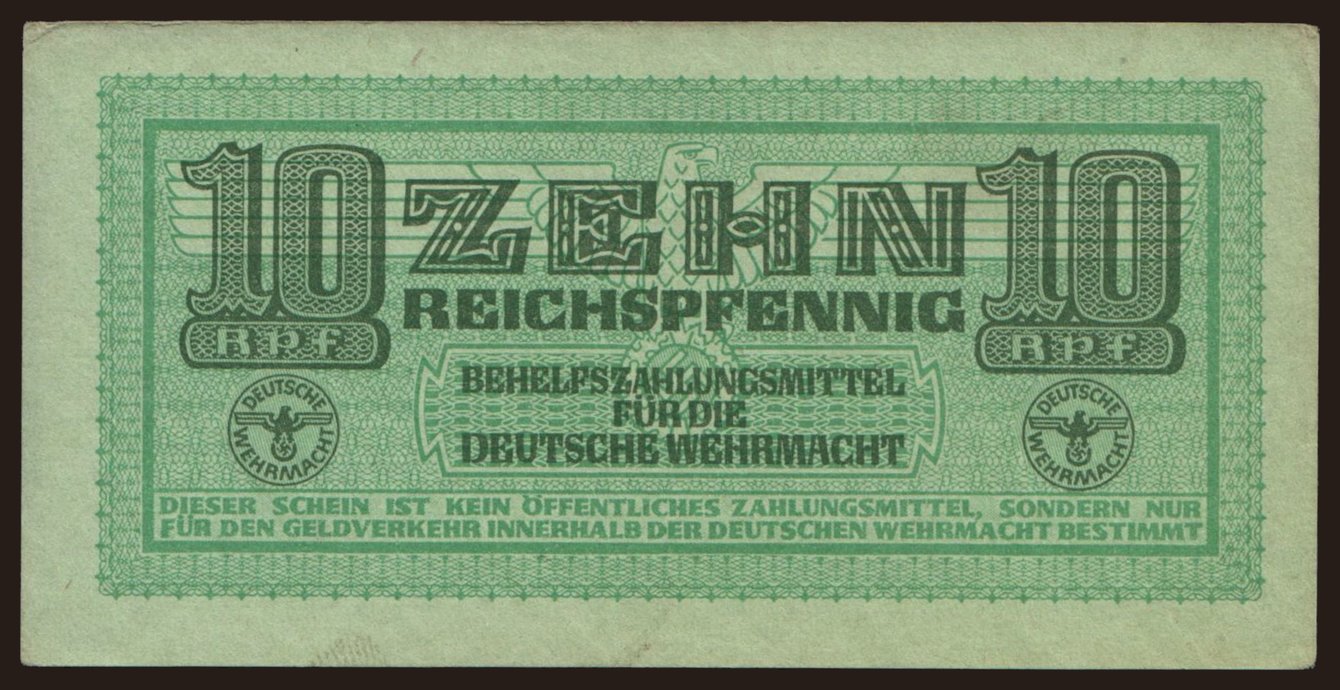 10 ZEHN 10
REICHSPFENNIG
Rpf Rpf
BEHELFSZAHLUNGSMITTEL
FÜR DIE
DEUTSCHE WEHRMACHT
DEUTSCHE WEHRMACHT
DEUTSCHE WEHRMACHT
DIESER SCHEIN IST KEIN ÖFFENTLICHES ZAHLUNGSMITTEL, SONDERN NUR
FÜR DEN GELDVERKEHR INNERHALB DER DEUTSCHEN WEHRMACHT BESTIMMT